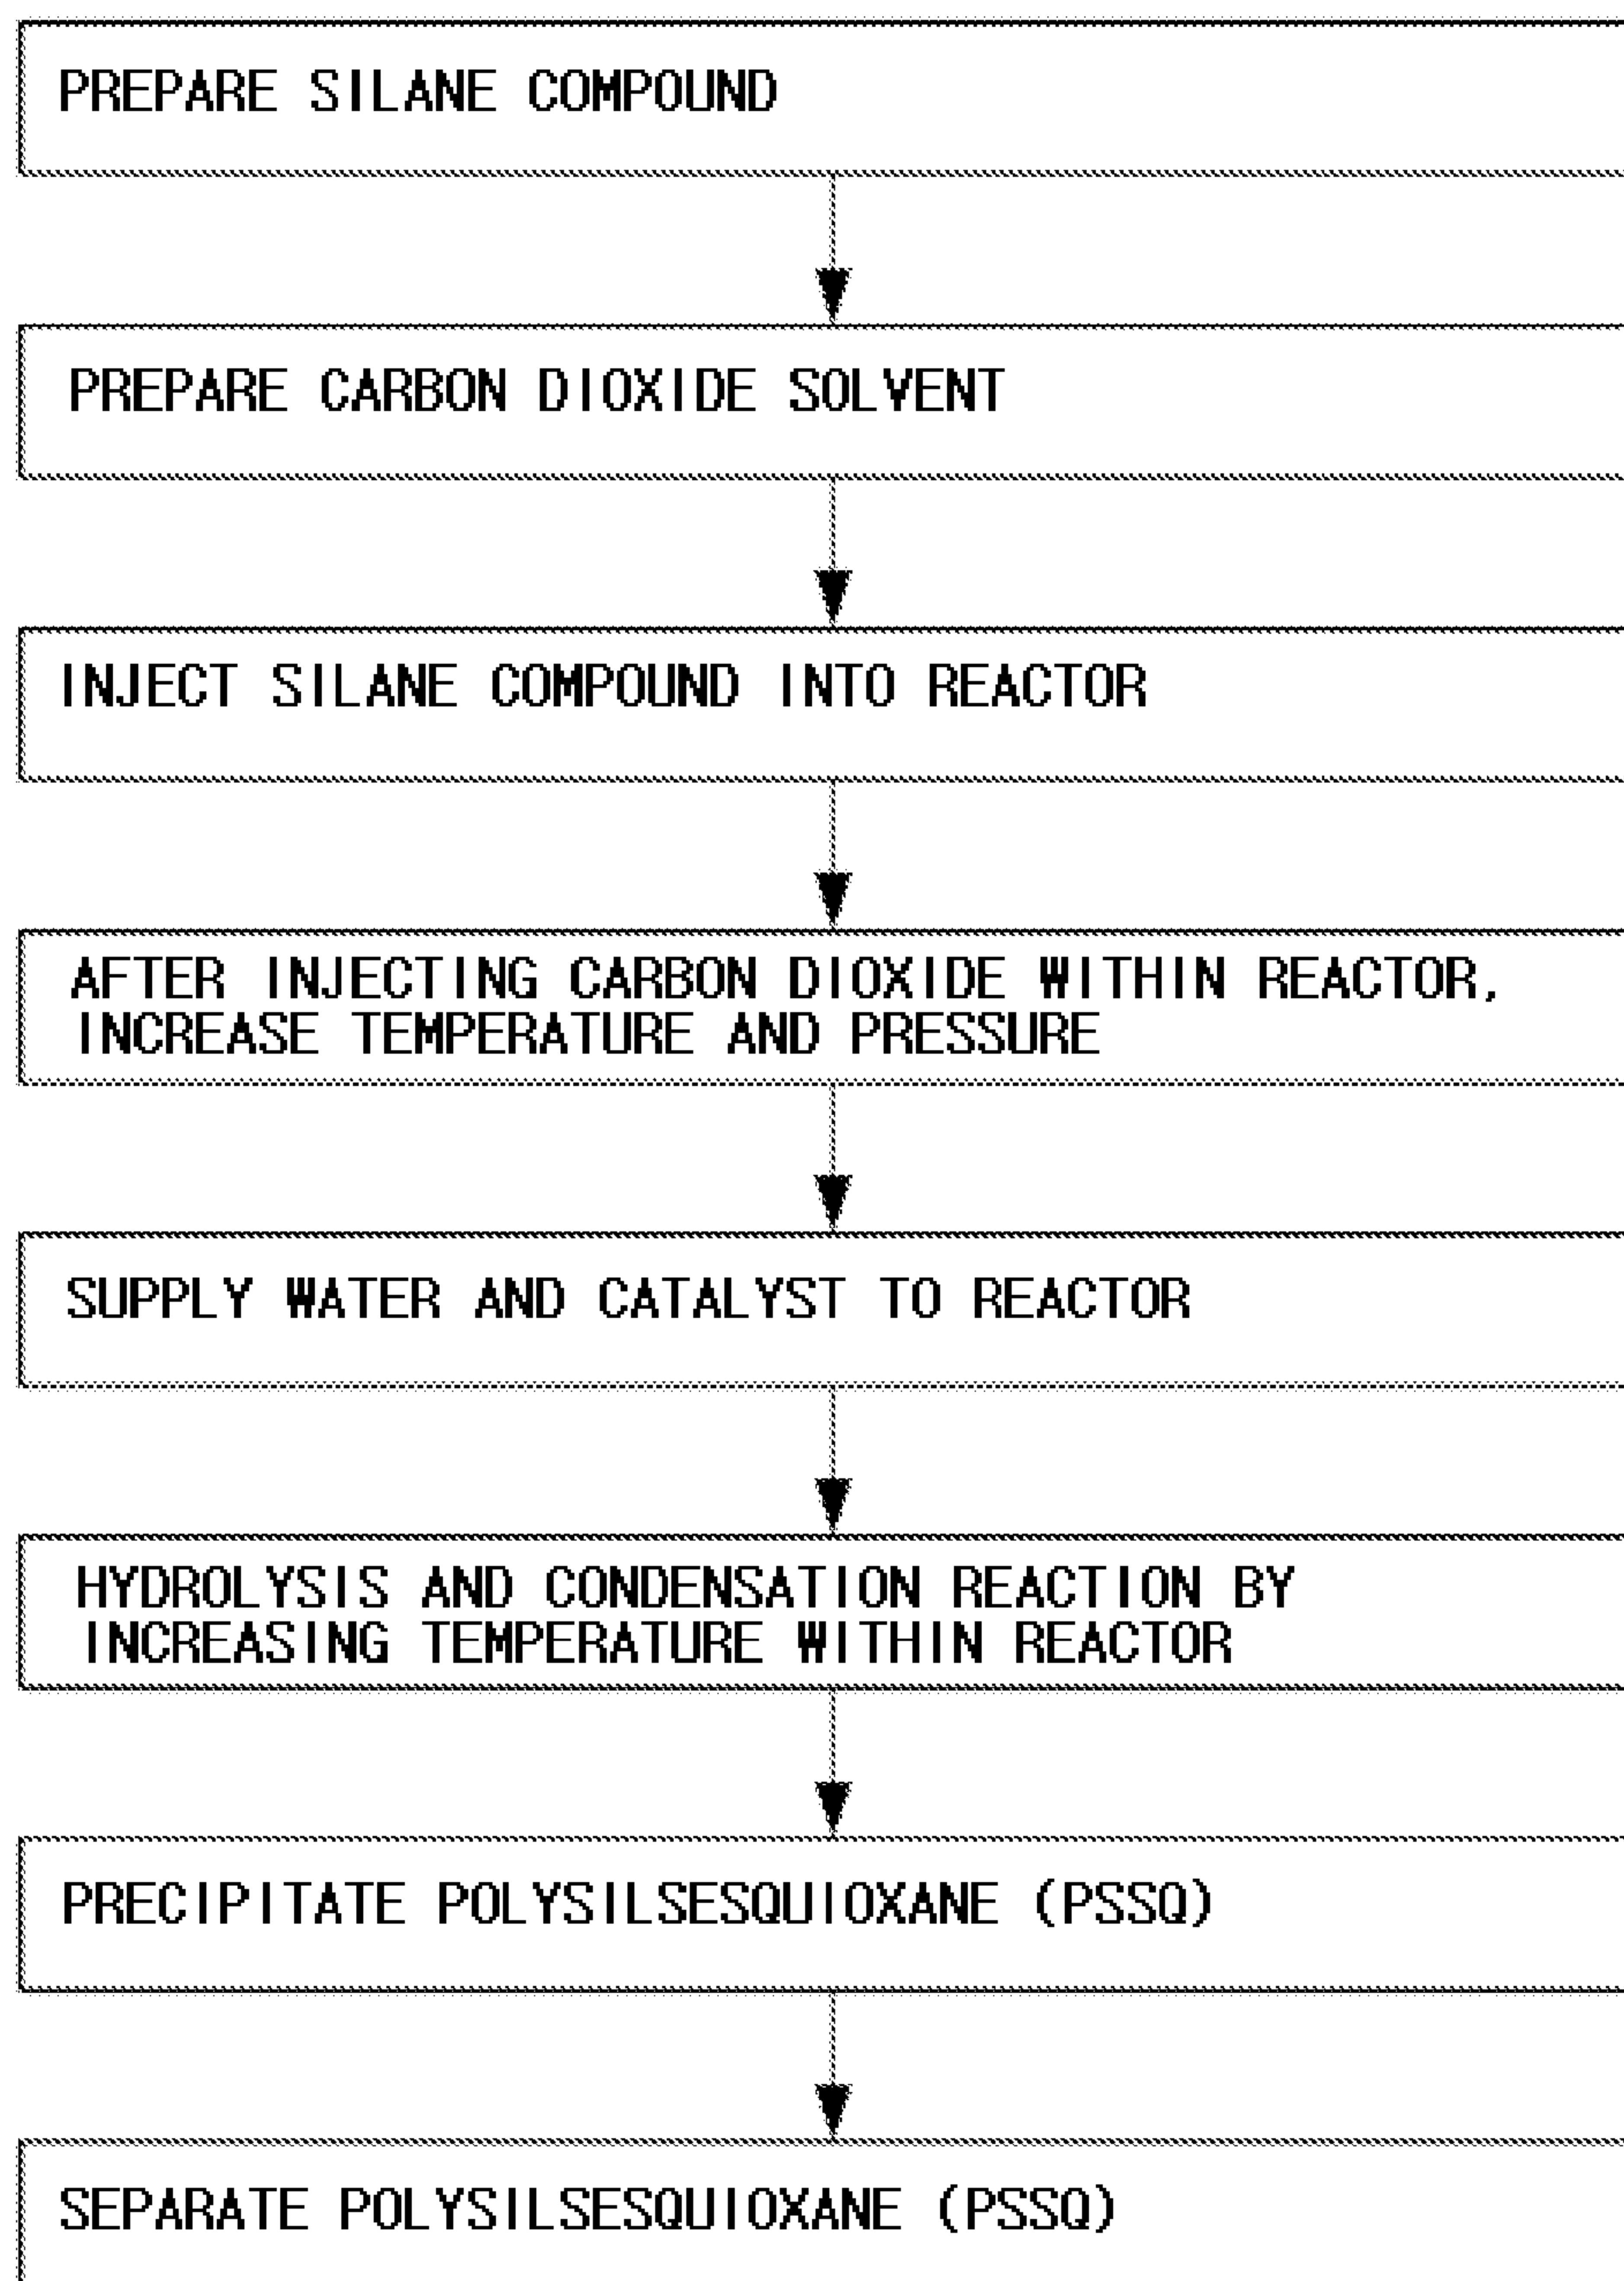 PREPARE SILANE COMPOUND
PREPARE CARBON DIOXIDE SOLVENT
INJECT SILANE COMPOUND INTO REACTOR
AFTER INJECTING CARBON DIOXIDE WITHIN REACTOR,
INCREASE TEMPERATURE AND PRESSURE
SUPPLY WATER AND CATALYST TO REACTOR
HYDROLYSIS AND CONDENSATION REACTION BY
INCREASING TEMPERATURE WITHIN REACTOR
PRECIPITATE POLYSILSESQUIOXANE (PSSQ)
SEPARATE POLYSILSESQUIOXANE (PSSQ)